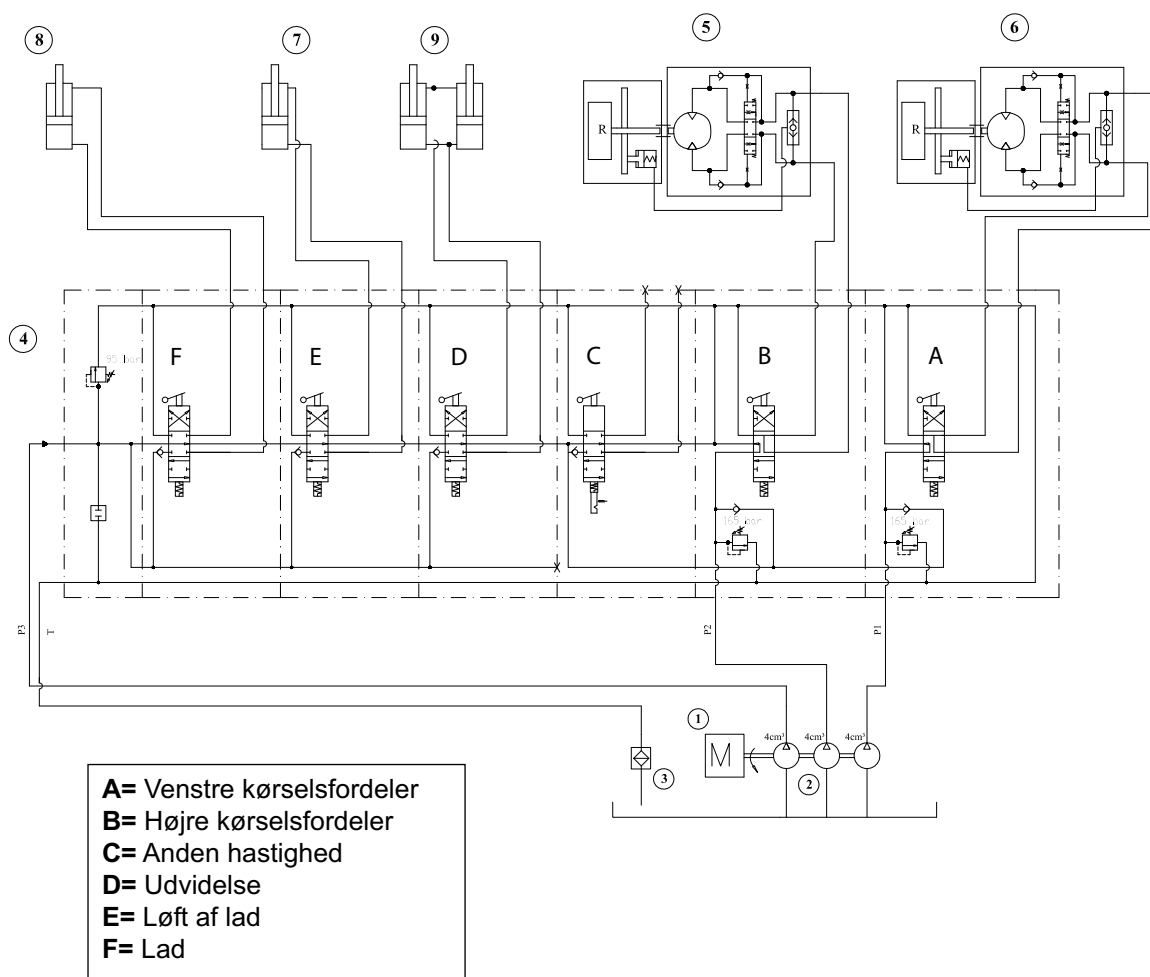 8
7
9
5
6
R
R
4
95 bar
F
E
D
C
B
A
165 bar
165 bar
P3
T
P2
P1
1
M
4cm³
4cm³
4cm³
2
3
A= Venstre kørselsfordeler
B= Højre kørselsfordeler
C= Anden hastighed
D= Udvidelse
E= Løft af lad
F= Lad